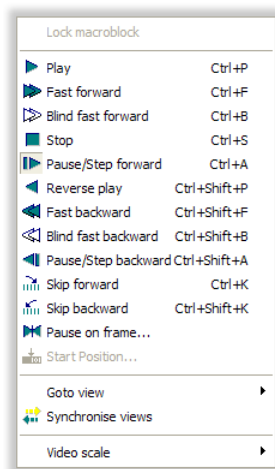 Lock macroblock
Play Ctrl+P
Fast forward Ctrl+F
Blind fast forward Ctrl+B
Stop Ctrl+S
Pause/Step forward Ctrl+A
Reverse play Ctrl+Shift+P
Fast backward Ctrl+Shift+F
Blind fast backward Ctrl+Shift+B
Pause/Step backward Ctrl+Shift+A
Skip forward Ctrl+K
Skip backward Ctrl+Shift+K
Pause on frame...
Start Position...
Goto view
Synchronise views
Video scale